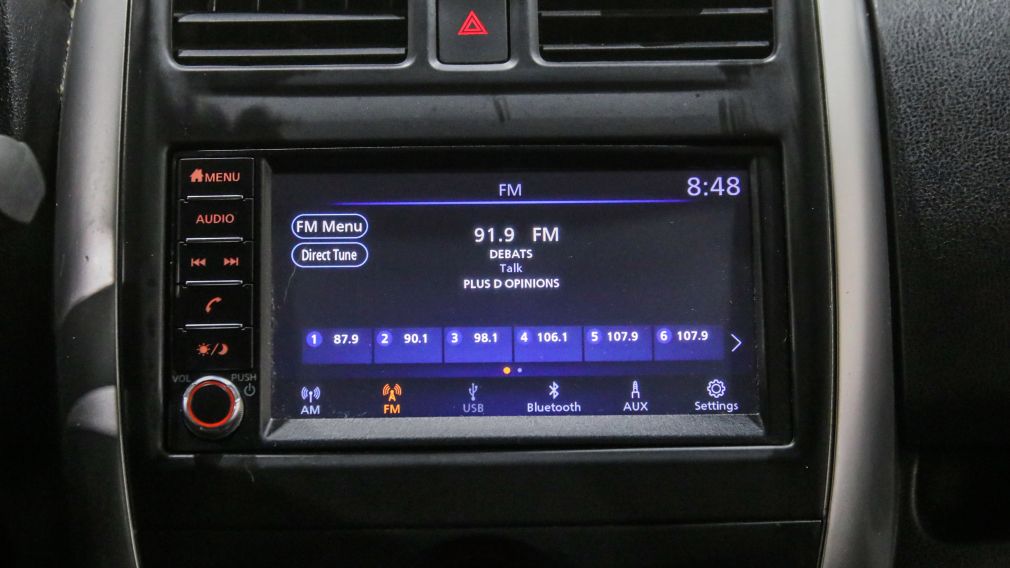 MENU
AUDIO
VOL PUSH
FM 8:48
FM Menu
Direct Tune
91.9 FM
DEBATS
Talk
PLUS D OPINIONS
1 87.9 2 90.1 3 98.1 4 106.1 5 107.9 6 107.9
AM FM USB Bluetooth AUX Settings